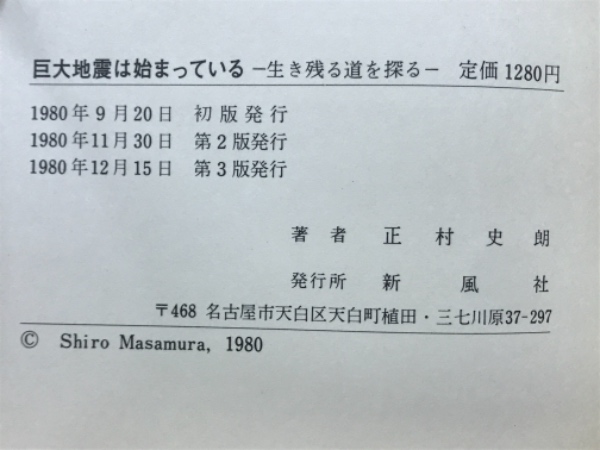 巨大地震は始まっている ―生き残る道を探る― 定価1280円
1980年9月20日 初版発行
1980年11月30日 第2版発行
1980年12月15日 第3版発行
著者 正村史朗
発行所 新風社
〒468 名古屋市天白区天白町植田・三七川原37-297
© Shiro Masamura, 1980